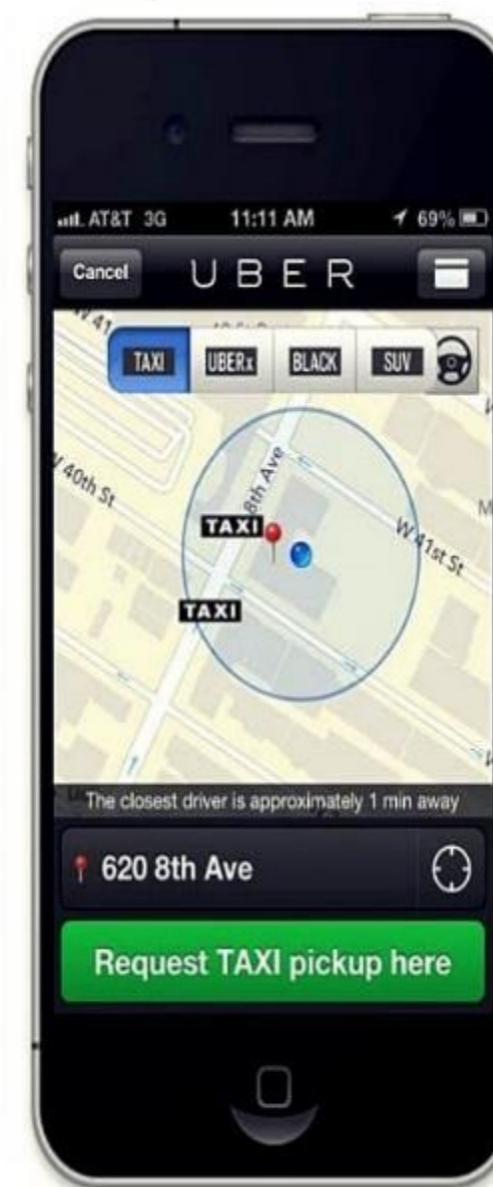 AT&T 3G 11:11 AM 69%
Cancel UBER
W 41
TAXI UBERx BLACK SUV
W 40th St
8th Ave
W 41st St
TAXI
TAXI
The closest driver is approximately 1 min away
620 8th Ave
Request TAXI pickup here